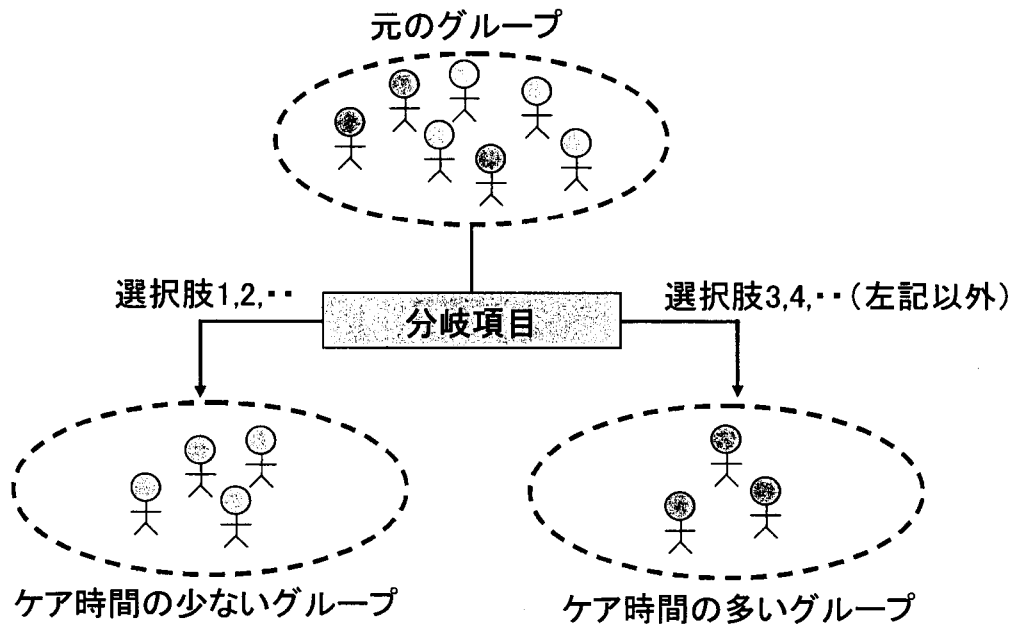 元のグループ
選択肢1,2,・・
分岐項目
選択肢3,4,・・（左記以外）
ケア時間の少ないグループ
ケア時間の多いグループ